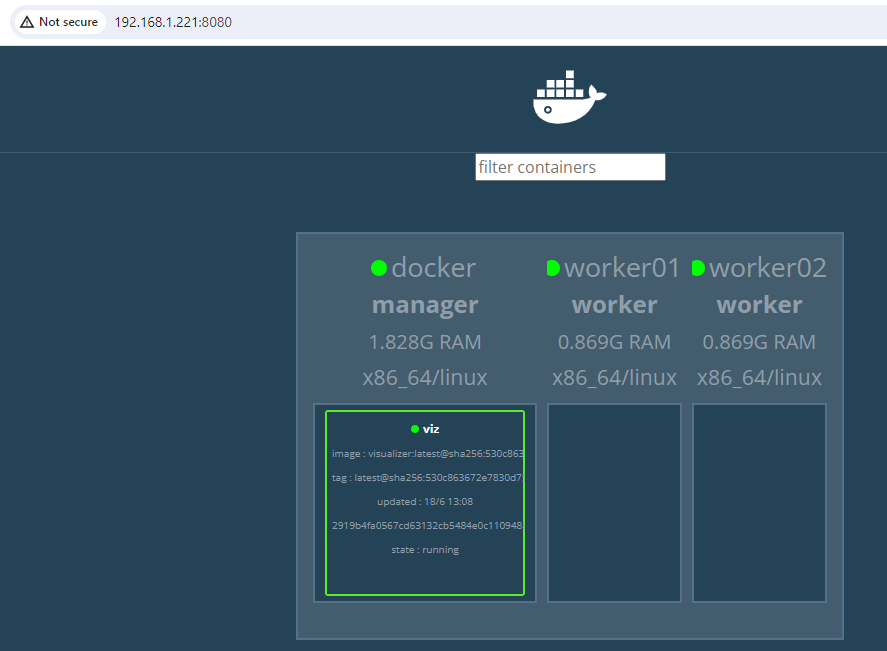 Not secure 192.168.1.221:8080
filter containers
docker
manager
1.828G RAM
x86_64/linux
worker01
worker
0.869G RAM
x86_64/linux
worker02
worker
0.869G RAM
x86_64/linux
viz
image : visualizer:latest@sha256:530c863
tag : latest@sha256:530c863672e7830d7
updated : 18/6 13:08
2919b4fa0567cd63132cb5484e0c110948
state : running